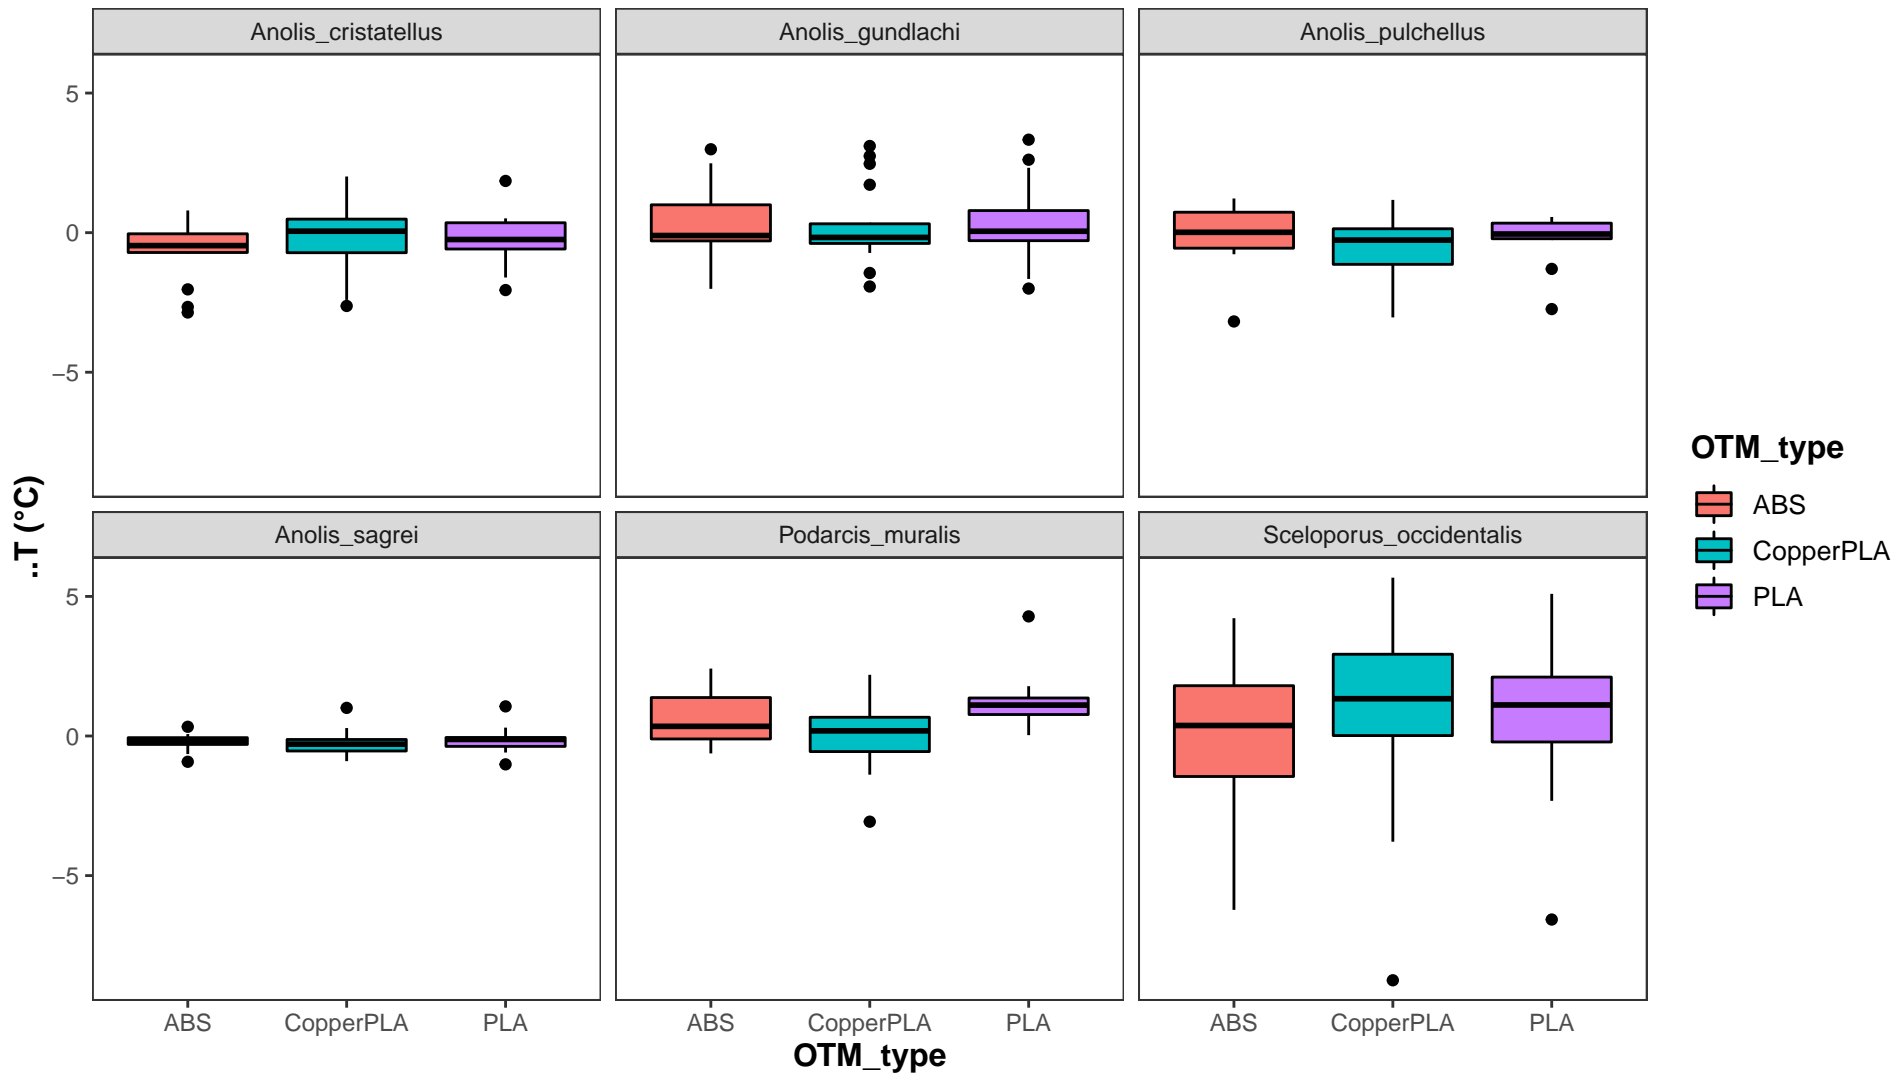 Anolis_cristatellus
Anolis_gundlachi
Anolis_pulchellus
5
0
−5
Anolis_sagrei
Podarcis_muralis
Sceloporus_occidentalis
5
0
−5
ABS
CopperPLA
PLA
ABS
CopperPLA
PLA
ABS
CopperPLA
PLA
OTM_type
..T (°C)
OTM_type
ABS
CopperPLA
PLA